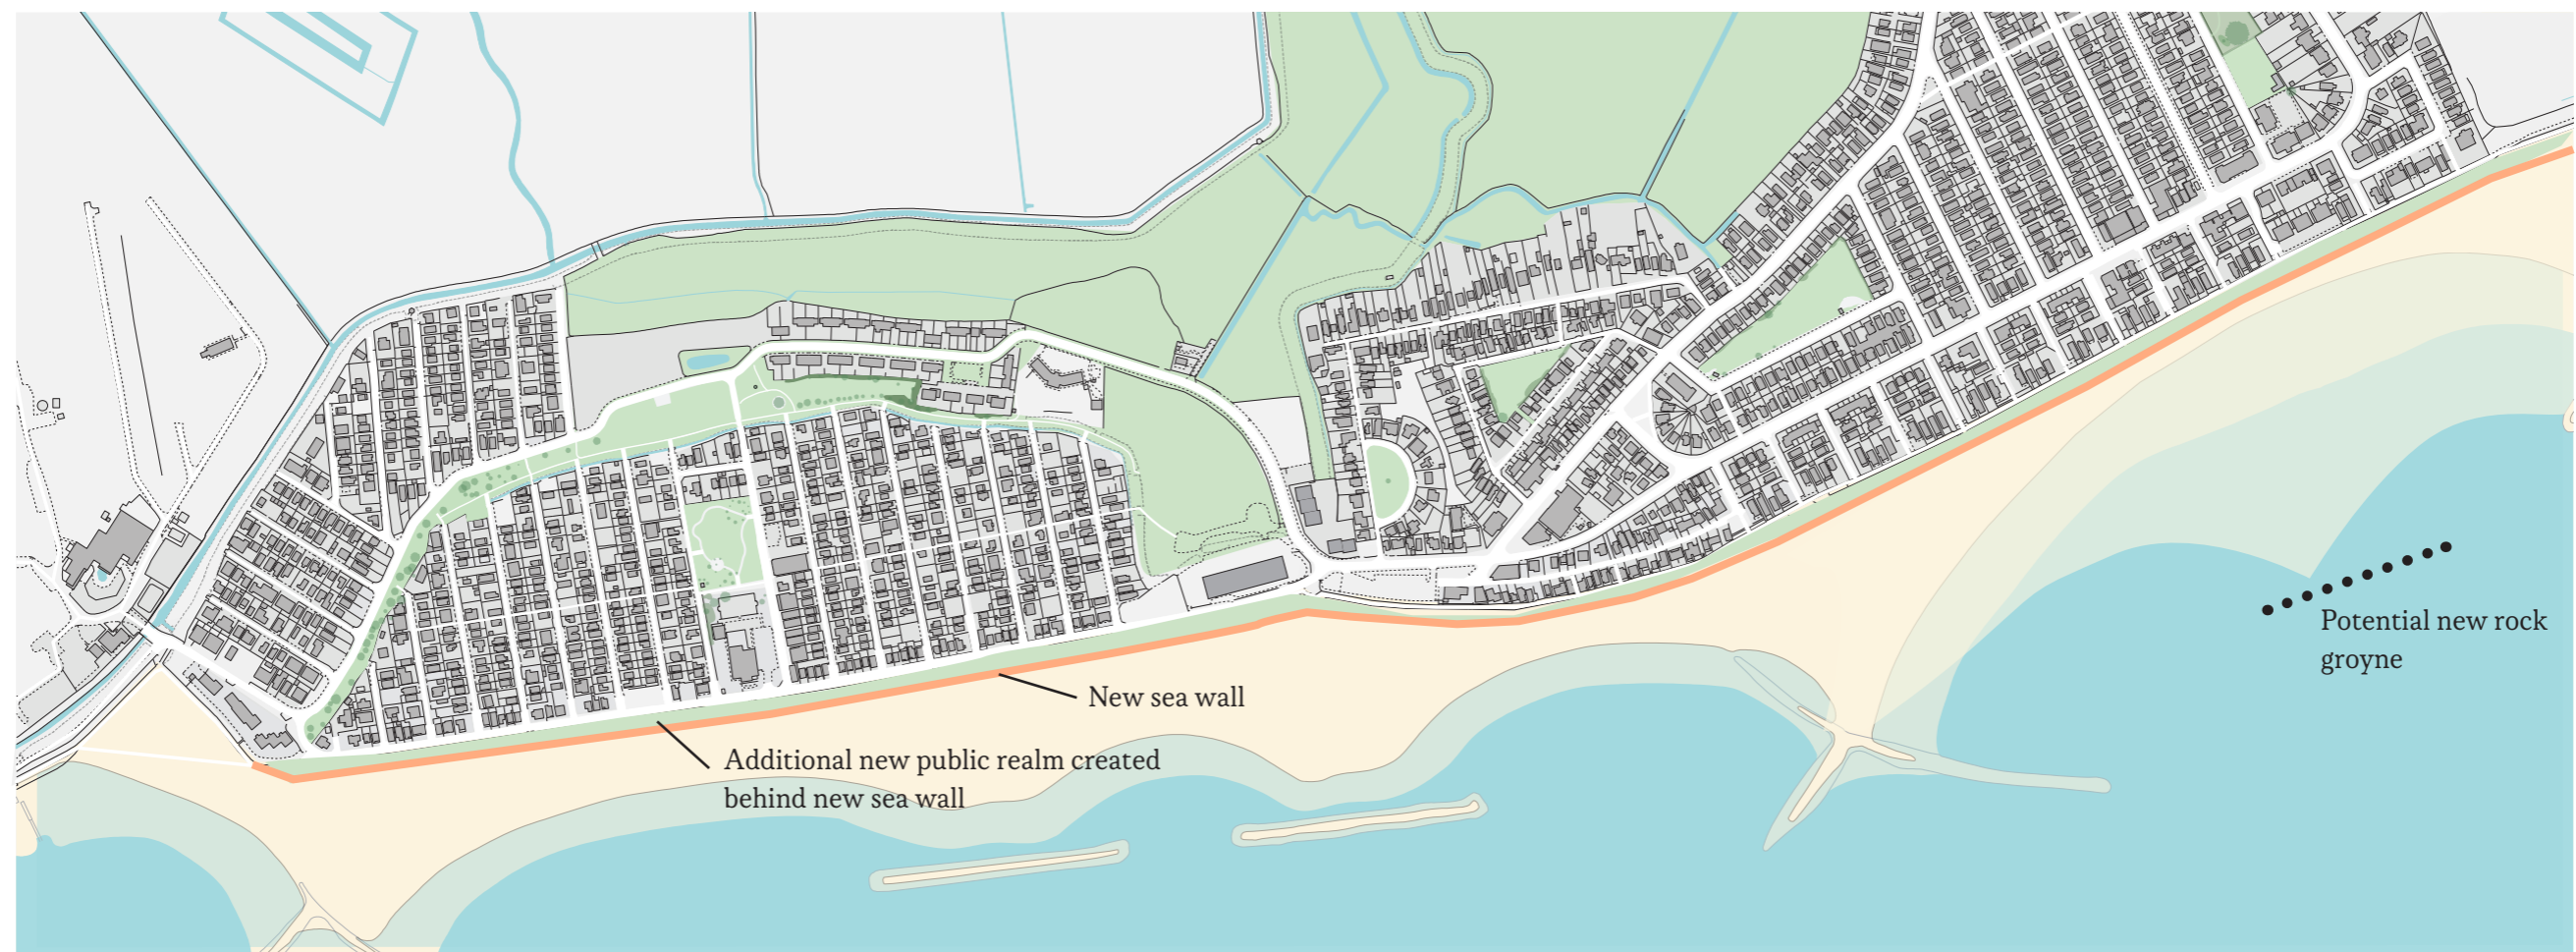 Potential new rock
groyne
New sea wall
Additional new public realm created
behind new sea wall